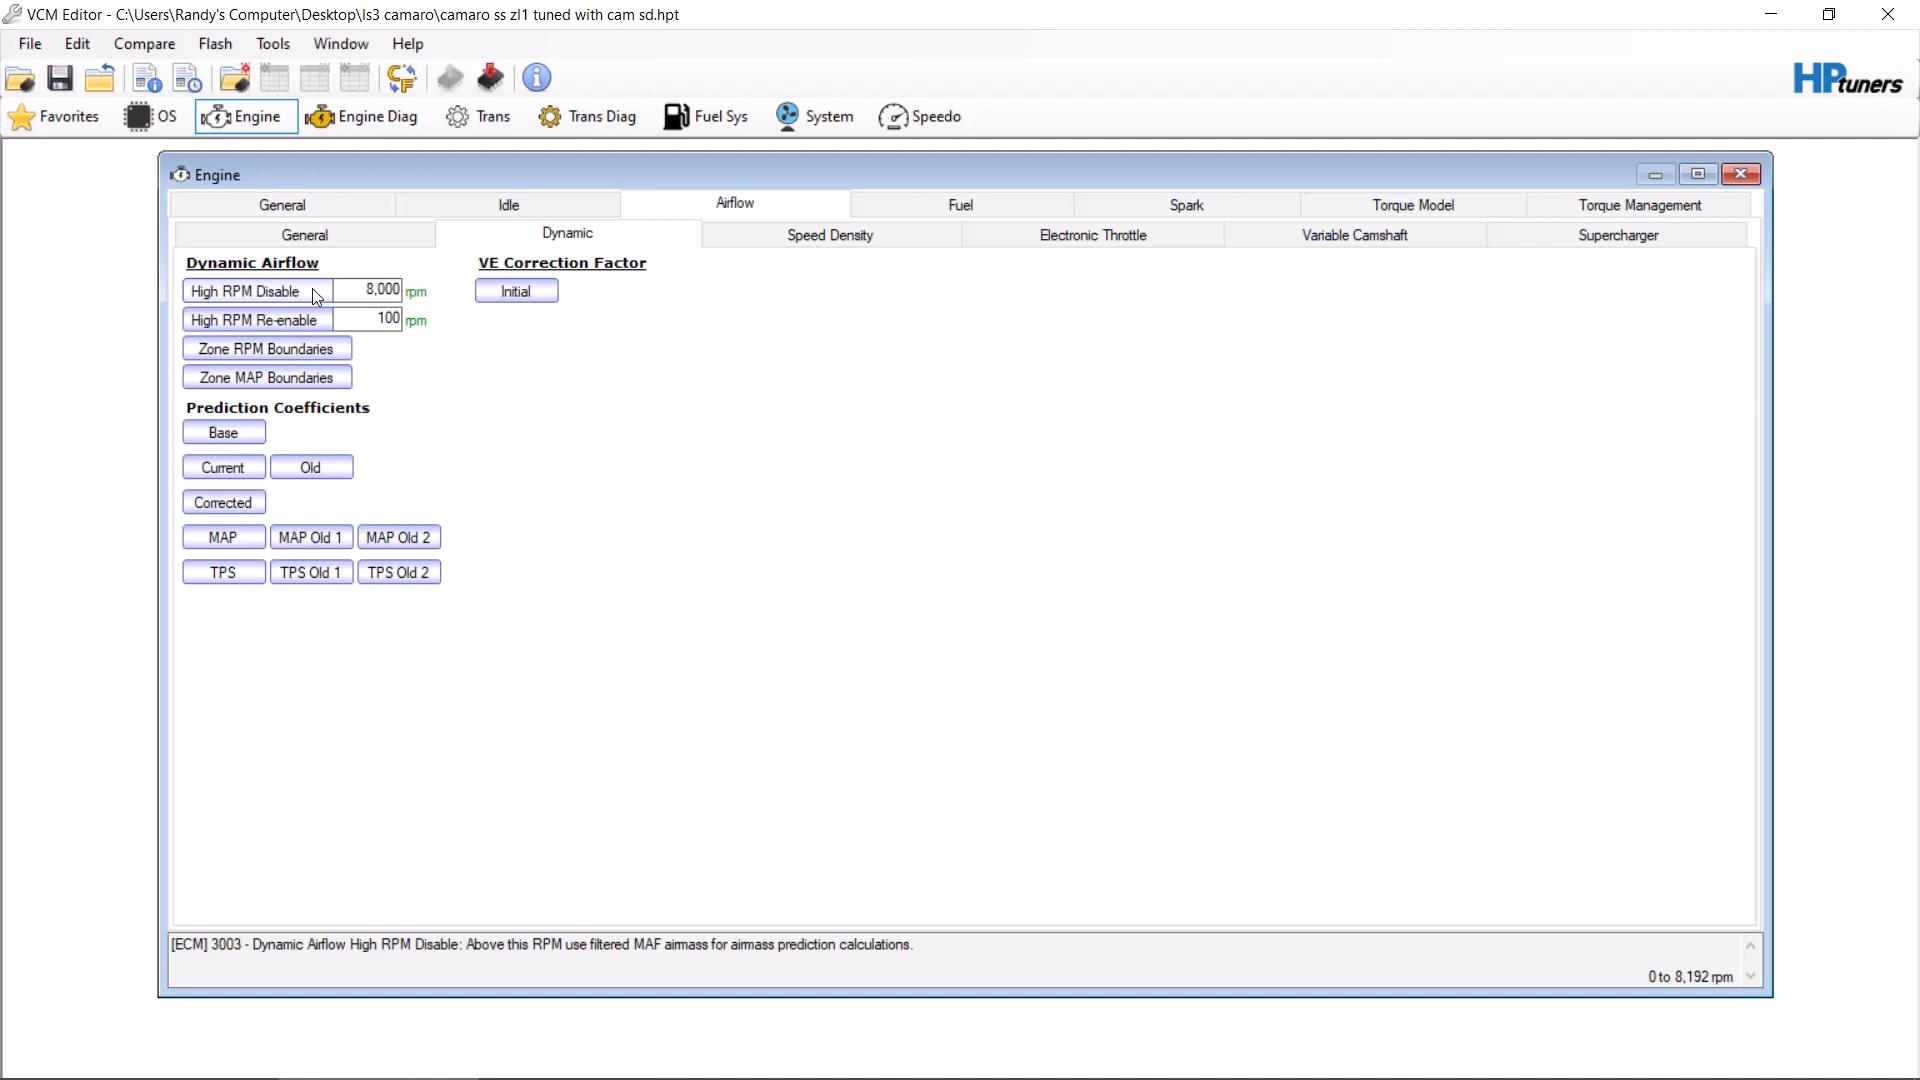 VCM Editor - C:\Users\Randy's Computer\Desktop\ls3 camaro\camaro ss zl1 tuned with cam sd.hpt
File Edit Compare Flash Tools Window Help
HPtuners
Favorites OS Engine Engine Diag Trans Trans Diag Fuel Sys System Speedo
Engine
General Idle Airflow Fuel Spark Torque Model Torque Management
General Dynamic Speed Density Electronic Throttle Variable Camshaft Supercharger
Dynamic Airflow VE Correction Factor
High RPM Disable 8,000 rpm Initial
High RPM Re-enable 100 rpm
Zone RPM Boundaries
Zone MAP Boundaries
Prediction Coefficients
Base
Current Old
Corrected
MAP MAP Old 1 MAP Old 2
TPS TPS Old 1 TPS Old 2
[ECM] 3003 - Dynamic Airflow High RPM Disable: Above this RPM use filtered MAF airmass for airmass prediction calculations.
0 to 8,192 rpm